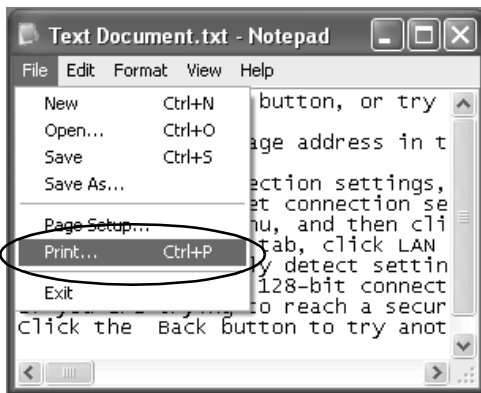 Text Document.txt - Notepad
File Edit Format View Help
New Ctrl+N
Open... Ctrl+O
Save Ctrl+S
Save As...
Page Setup...
Print... Ctrl+P
Exit
button, or try
age address in t
ection settings,
et connection se
nu, and then cli
tab, click LAN
ly detect settin
128-bit connect
to reach a secur
Click the Back button to try anot